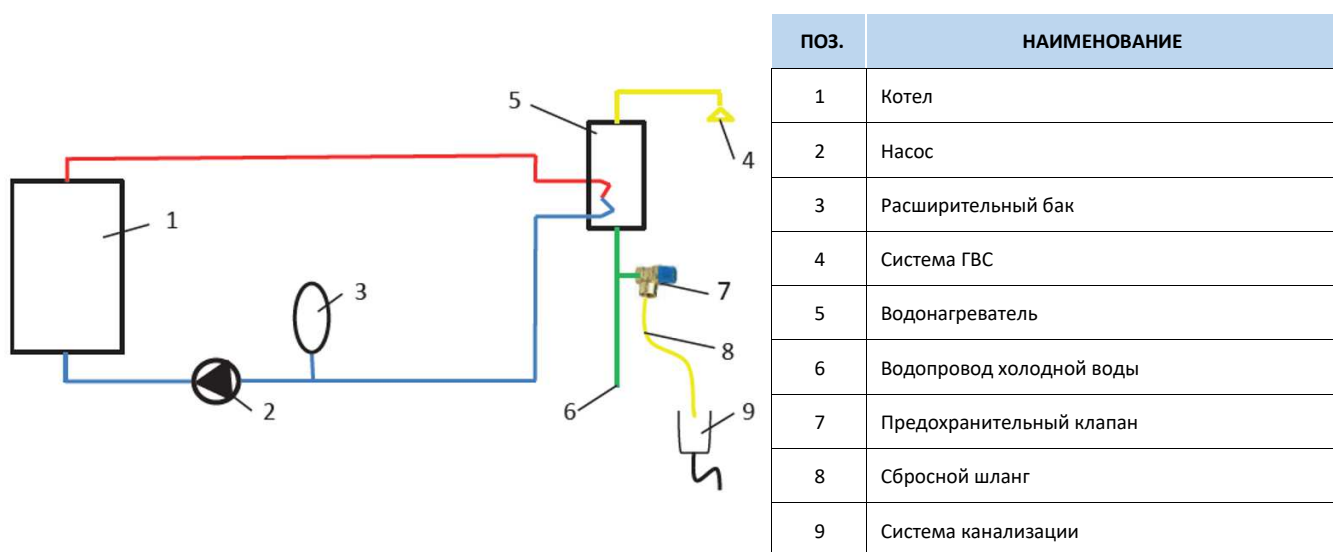 1
2
3
4
5
6
7
8
9
ПОЗ. НАИМЕНОВАНИЕ
1 Котел
2 Насос
3 Расширительный бак
4 Система ГВС
5 Водонагреватель
6 Водопровод холодной воды
7 Предохранительный клапан
8 Сбросной шланг
9 Система канализации